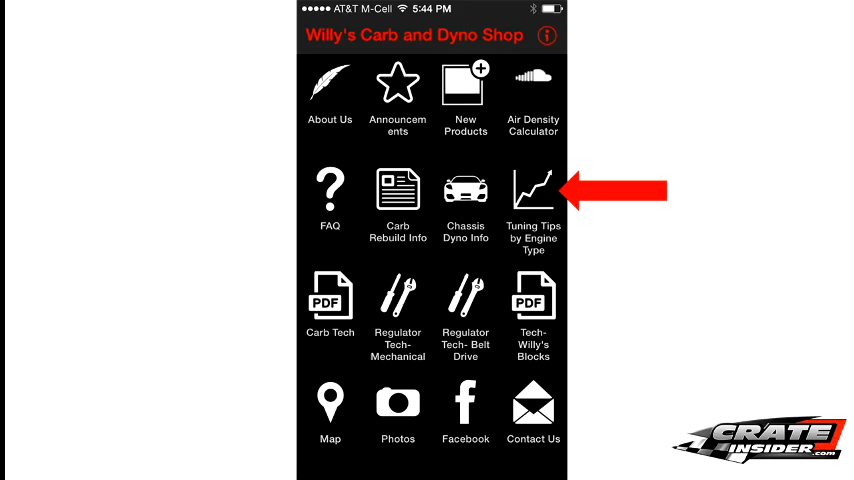 AT&T M-Cell 5:44 PM
Willy's Carb and Dyno Shop i
About Us
Announcem
ents
New
Products
Air Density
Calculator
FAQ
Carb
Rebuild Info
Chassis
Dyno Info
Tuning Tips
by Engine
Type
PDF
Carb Tech
Regulator
Tech-
Mechanical
Regulator
Tech- Belt
Drive
PDF
Tech-
Willy's
Blocks
Map
Photos
Facebook
Contact Us
CRATE
INSIDER.com